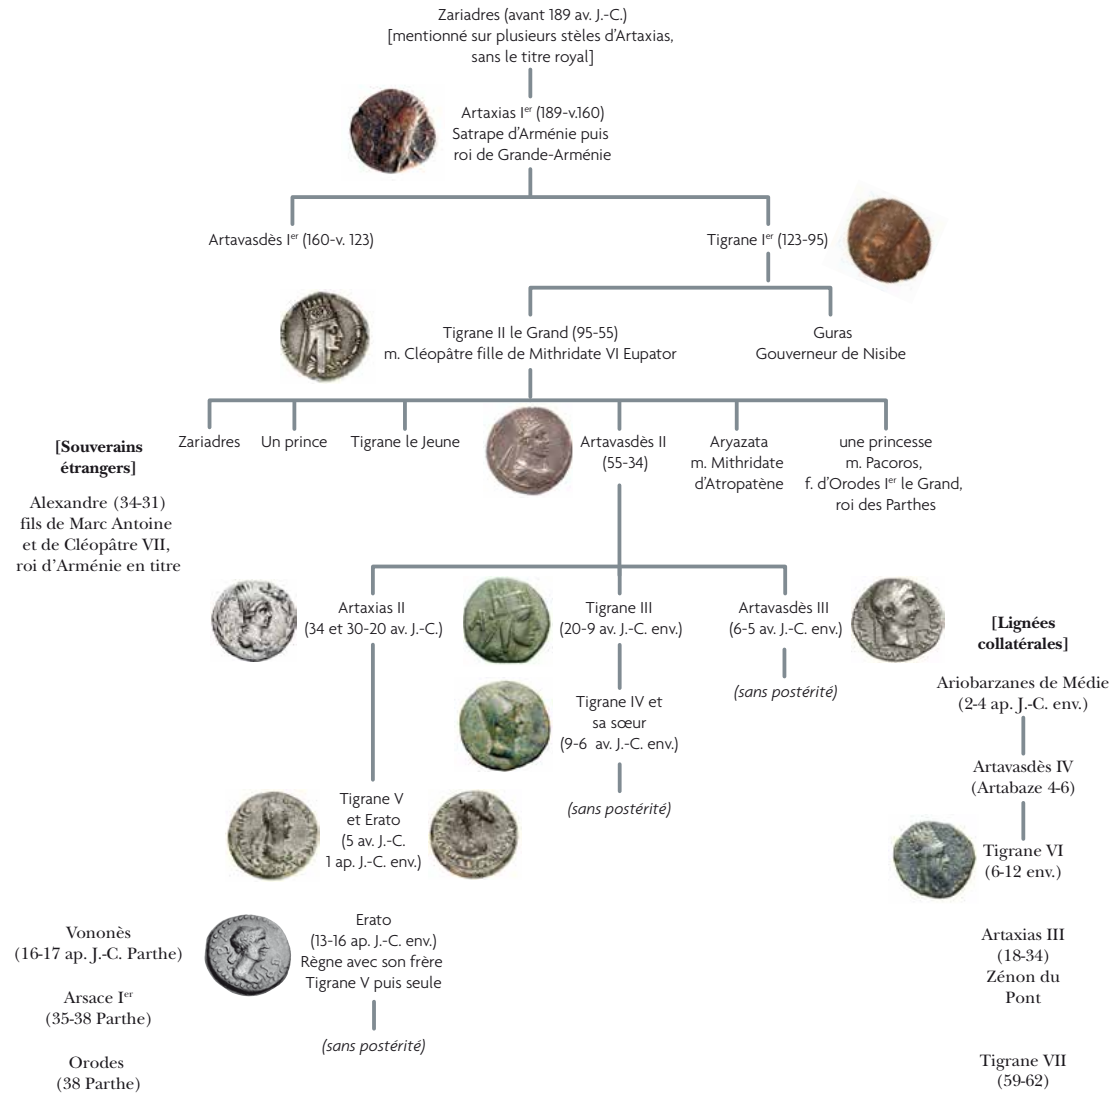 Zariadres (avant 189 av. J.-C.)
[mentionné sur plusieurs stèles d'Artaxias,
sans le titre royal]
Artaxias Ier (189-v.160)
Satrape d'Arménie puis
roi de Grande-Arménie
Artavasdès Ier (160-v. 123)
Tigrane Ier (123-95)
Tigrane II le Grand (95-55)
m. Cléopâtre fille de Mithridate VI Eupator
Guras
Gouverneur de Nisibe
[Souverains
étrangers]
Alexandre (34-31)
fils de Marc Antoine
et de Cléopâtre VII,
roi d'Arménie en titre
Zariadres
Un prince
Tigrane le Jeune
Artavasdès II
(55-34)
Aryazata
m. Mithridate
d'Atropatène
une princesse
m. Pacoros,
f. d'Orodes Ier le Grand,
roi des Parthes
Artaxias II
(34 et 30-20 av. J.-C.)
Tigrane III
(20-9 av. J.-C. env.)
Artavasdès III
(6-5 av. J.-C. env.)
(sans postérité)
[Lignées
collatérales]
Ariobarzanes de Médie
(2-4 ap. J.-C. env.)
Tigrane IV et
sa sœur
(9-6 av. J.-C. env.)
(sans postérité)
Artavasdès IV
(Artabaze 4-6)
Tigrane V
et Erato
(5 av. J.-C.
1 ap. J.-C. env.)
Tigrane VI
(6-12 env.)
Vononès
(16-17 ap. J.-C. Parthe)
Arsace Ier
(35-38 Parthe)
Orodes
(38 Parthe)
Erato
(13-16 ap. J.-C. env.)
Règne avec son frère
Tigrane V puis seule
(sans postérité)
Artaxias III
(18-34)
Zénon du
Pont
Tigrane VII
(59-62)